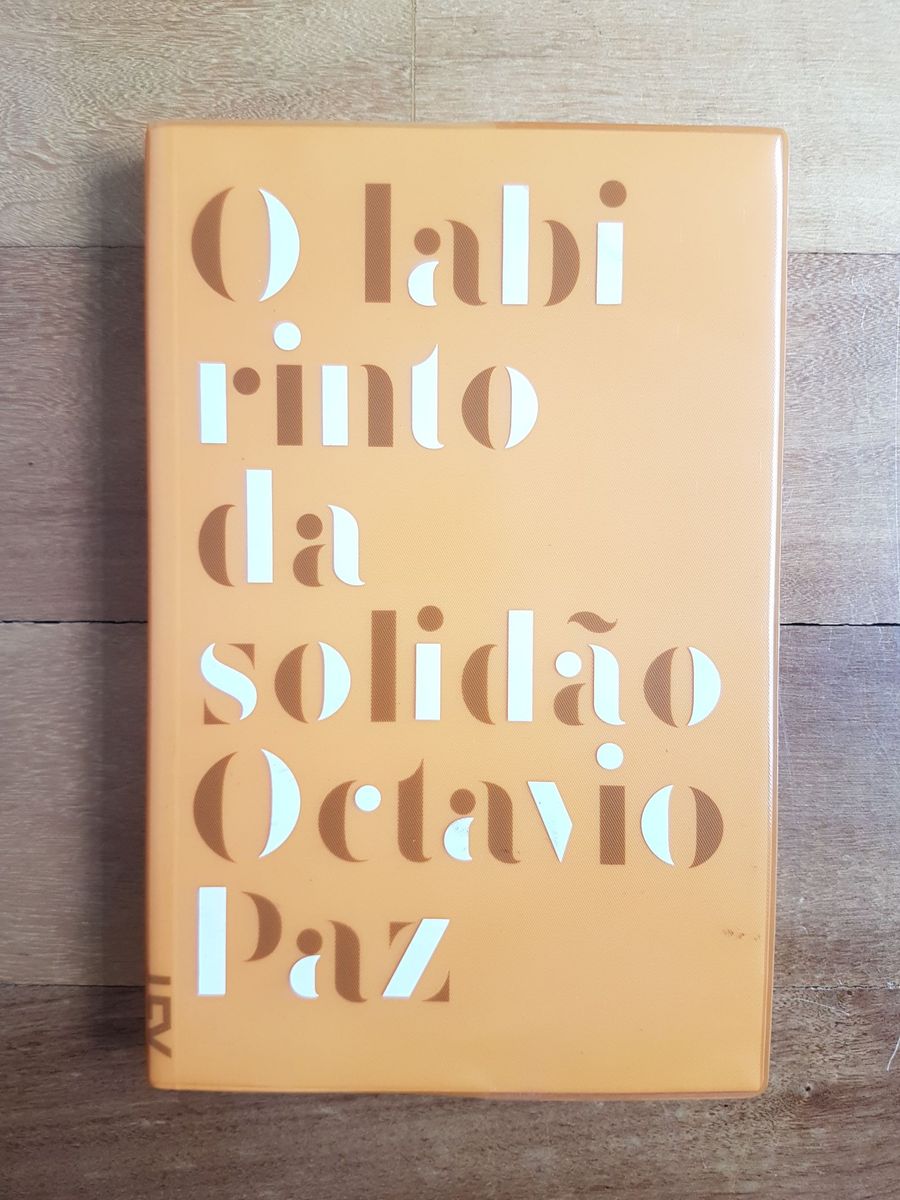 O labi
rinto
da
solidão
Octavio
Paz